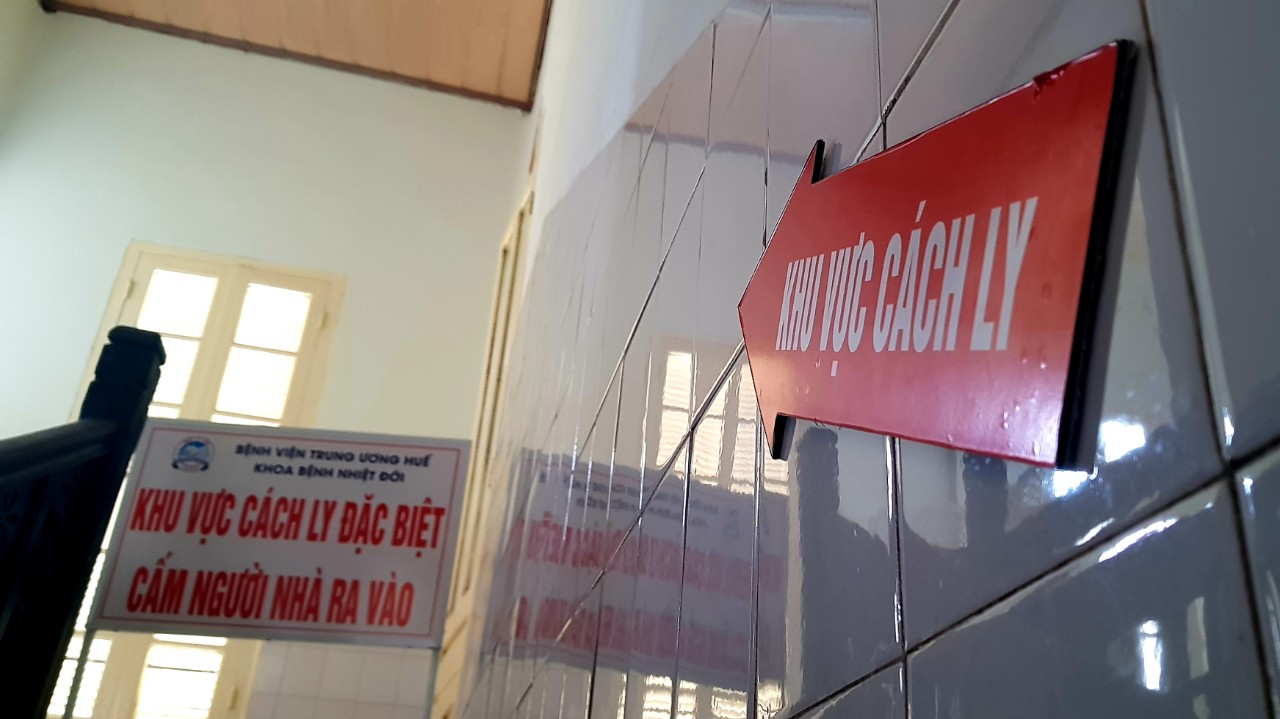 BỆNH VIỆN TRUNG ƯƠNG HUẾ
KHOA BỆNH NHIỆT ĐỚI
KHU VỰC CÁCH LY ĐẶC BIỆT
CẤM NGƯỜI NHÀ RA VÀO
KHU VỰC CÁCH LY